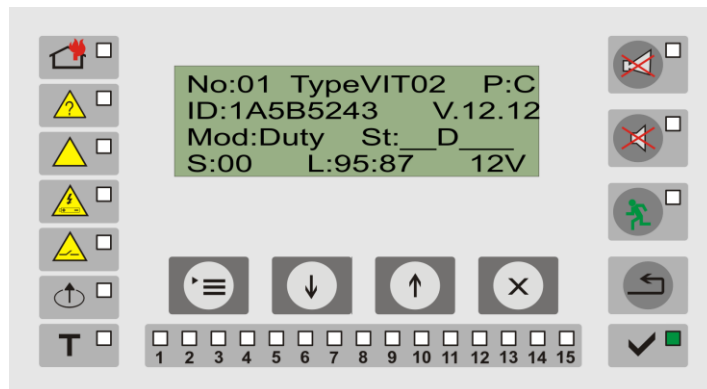 No:01 TypeVIT02 P:C
ID:1A5B5243 V.12.12
Mod:Duty St:__D___
S:00 L:95:87 12V
?
T
1 2 3 4 5 6 7 8 9 10 11 12 13 14 15